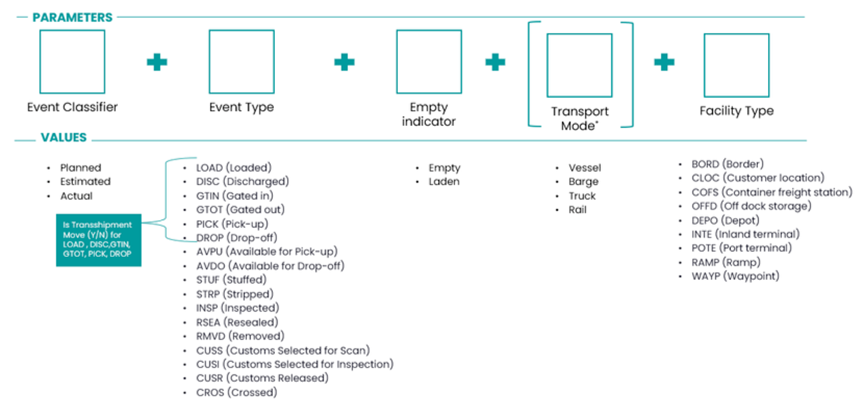 PARAMETERS
Event Classifier
Event Type
Empty
indicator
Transport
Mode*
Facility Type
VALUES
• Planned
• Estimated
• Actual
Is Transshipment
Move (Y/N) for
LOAD , DISC,GTIN,
GTOT, PICK, DROP
• LOAD (Loaded)
• DISC (Discharged)
• GTIN (Gated in)
• GTOT (Gated out)
• PICK (Pick-up)
• DROP (Drop-off)
• AVPU (Available for Pick-up)
• AVDO (Available for Drop-off)
• STUF (Stuffed)
• STRP (Stripped)
• INSP (Inspected)
• RSEA (Resealed)
• RMVD (Removed)
• CUSS (Customs Selected for Scan)
• CUSI (Customs Selected for Inspection)
• CUSR (Customs Released)
• CROS (Crossed)
• Empty
• Laden
• Vessel
• Barge
• Truck
• Rail
• BORD (Border)
• CLOC (Customer location)
• COFS (Container freight station)
• OFFD (Off dock storage)
• DEPO (Depot)
• INTE (Inland terminal)
• POTE (Port terminal)
• RAMP (Ramp)
• WAYP (Waypoint)